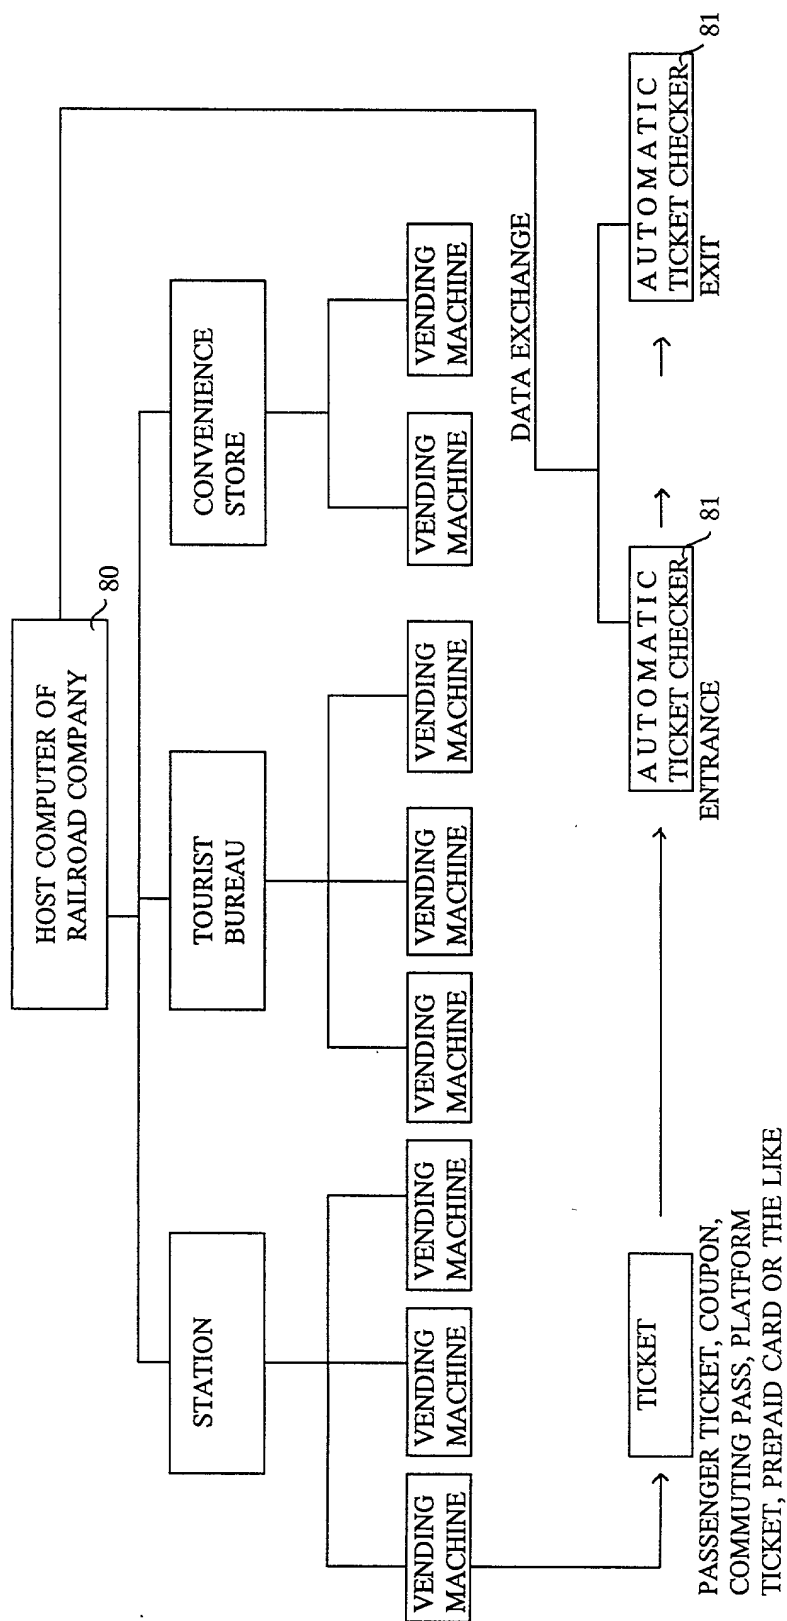 HOST COMPUTER OF
RAILROAD COMPANY
80
STATION
TOURIST
BUREAU
CONVENIENCE
STORE
VENDING
MACHINE
VENDING
MACHINE
VENDING
MACHINE
VENDING
MACHINE
VENDING
MACHINE
VENDING
MACHINE
VENDING
MACHINE
VENDING
MACHINE
DATA EXCHANGE
TICKET
PASSENGER TICKET, COUPON,
COMMUTING PASS, PLATFORM
TICKET, PREPAID CARD OR THE LIKE
AUTOMATIC
TICKET CHECKER
81
ENTRANCE
AUTOMATIC
TICKET CHECKER
81
EXIT